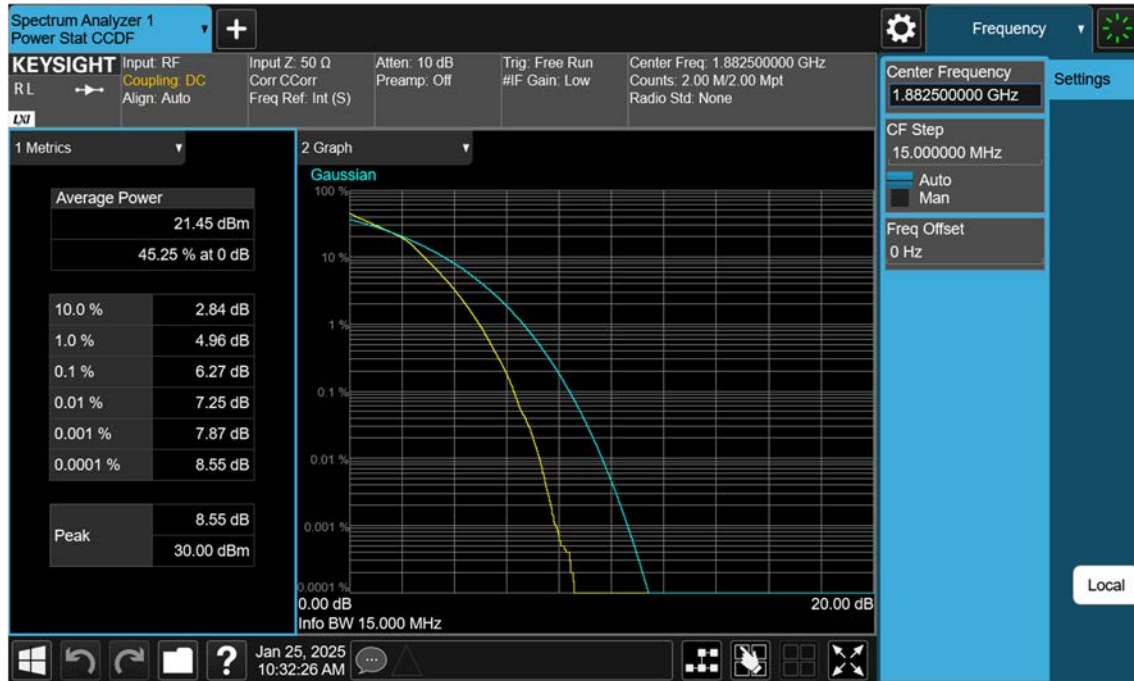 Spectrum Analyzer 1
Power Stat CCDF
+
Frequency
KEYSIGHT
RL
LXI
Input: RF
Coupling: DC
Align: Auto
Input Z: 50 Ω
Corr CCorr
Freq Ref: Int (S)
Atten: 10 dB
Preamp: Off
Trig: Free Run
#IF Gain: Low
Center Freq: 1.882500000 GHz
Counts: 2.00 M/2.00 Mpt
Radio Std: None
Center Frequency
1.882500000 GHz
Settings
CF Step
15.000000 MHz
Auto
Man
Freq Offset
0 Hz
1 Metrics
Average Power
21.45 dBm
45.25 % at 0 dB
10.0 % 2.84 dB
1.0 % 4.96 dB
0.1 % 6.27 dB
0.01 % 7.25 dB
0.001 % 7.87 dB
0.0001 % 8.55 dB
Peak
8.55 dB
30.00 dBm
2 Graph
Gaussian
100 %
10 %
1 %
0.1 %
0.01 %
0.001 %
0.0001 %
0.00 dB 20.00 dB
Info BW 15.000 MHz
Local
?
Jan 25, 2025
10:32:26 AM